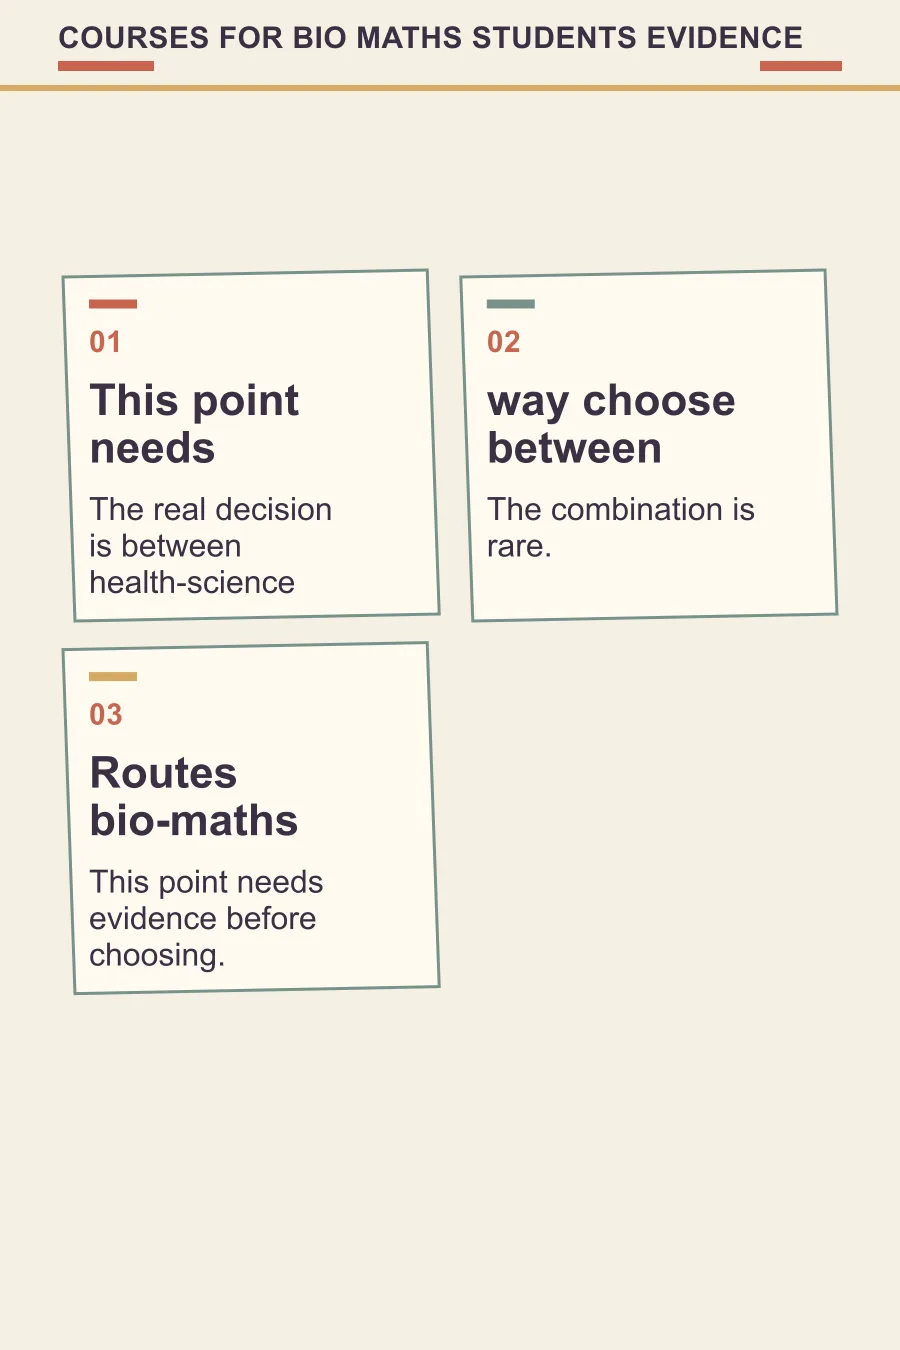 COURSES FOR BIO MATHS STUDENTS EVIDENCE
01
This point
needs
The real decision
is between
health-science
02
way choose
between
The combination is
rare.
03
Routes
bio-maths
This point needs
evidence before
choosing.